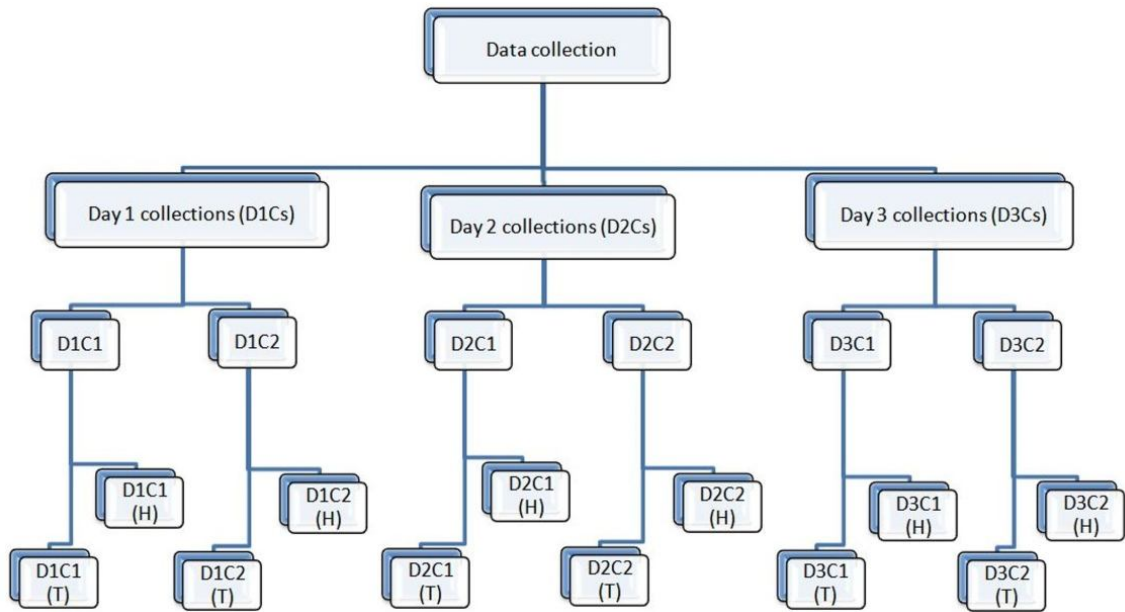 Data collection
Day 1 collections (D1Cs)
Day 2 collections (D2Cs)
Day 3 collections (D3Cs)
D1C1
D1C2
D2C1
D2C2
D3C1
D3C2
D1C1
(H)
D1C2
(H)
D2C1
(H)
D2C2
(H)
D3C1
(H)
D3C2
(H)
D1C1
(T)
D1C2
(T)
D2C1
(T)
D2C2
(T)
D3C1
(T)
D3C2
(T)